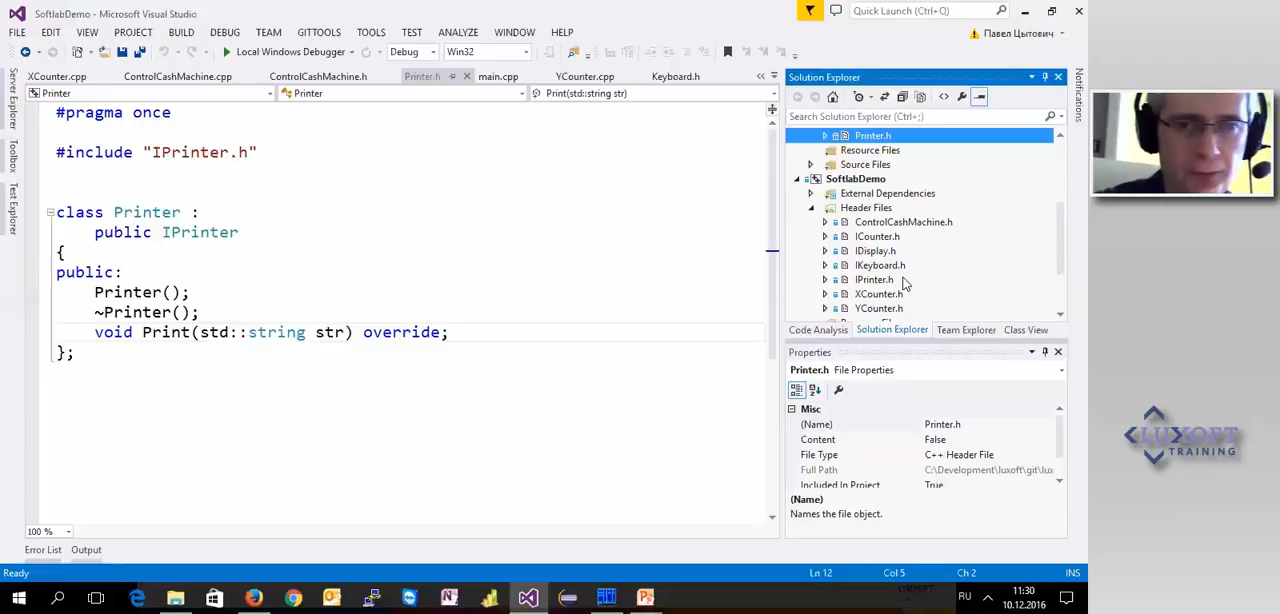 SoftlabDemo - Microsoft Visual Studio
Quick Launch (Ctrl+Q)
FILE EDIT VIEW PROJECT BUILD DEBUG TEAM GITTOOLS TOOLS TEST ANALYZE WINDOW HELP
Павел Цытович
Local Windows Debugger Debug Win32
XCounter.cpp ControlCashMachine.cpp ControlCashMachine.h Printer.h main.cpp YCounter.cpp Keyboard.h
Printer Printer Print(std::string str)
Server Explorer
Toolbox
Test Explorer
#pragma once
#include "IPrinter.h"
class Printer :
public IPrinter
{
public:
Printer();
~Printer();
void Print(std::string str) override;
};
100 %
Error List Output
Solution Explorer
Search Solution Explorer (Ctrl+;)
Printer.h
Resource Files
Source Files
SoftlabDemo
External Dependencies
Header Files
ControlCashMachine.h
ICounter.h
IDisplay.h
IKeyboard.h
IPrinter.h
XCounter.h
YCounter.h
Code Analysis Solution Explorer Team Explorer Class View
Properties
Printer.h File Properties
Misc
(Name) Printer.h
Content False
File Type C++ Header File
Full Path C:\Development\luxoft\git\lux
Included In Project True
(Name)
Names the file object.
Notifications
LUXOFT
TRAINING
Ready Ln 12 Col 5 Ch 2 INS
RU 11:30
10.12.2016